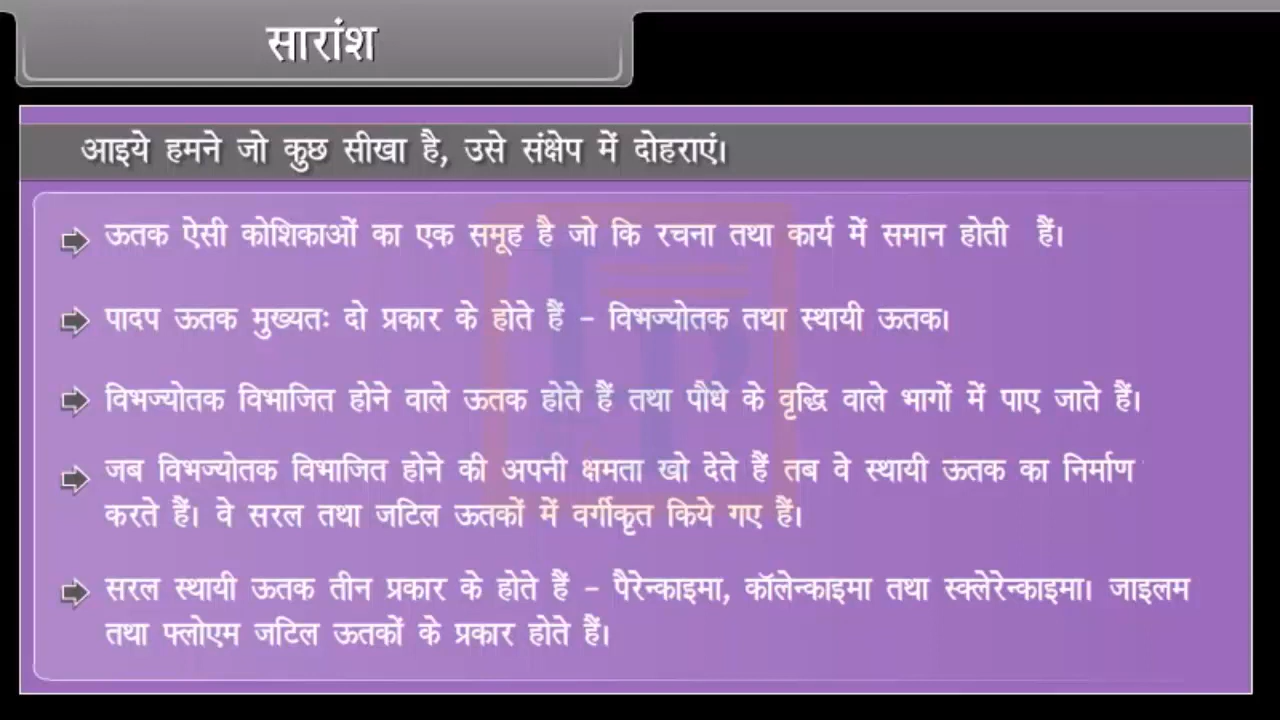 सारांश
आइये हमने जो कुछ सीखा है, उसे संक्षेप में दोहराएं।
ऊतक ऐसी कोशिकाओं का एक समूह है जो कि रचना तथा कार्य में समान होती हैं।
पादप ऊतक मुख्यतः दो प्रकार के होते हैं - विभज्योतक तथा स्थायी ऊतक।
विभज्योतक विभाजित होने वाले ऊतक होते हैं तथा पौधे के वृद्धि वाले भागों में पाए जाते हैं।
जब विभज्योतक विभाजित होने की अपनी क्षमता खो देते हैं तब वे स्थायी ऊतक का निर्माण
करते हैं। वे सरल तथा जटिल ऊतकों में वर्गीकृत किये गए हैं।
सरल स्थायी ऊतक तीन प्रकार के होते हैं - पैरेन्काइमा, कॉलेन्काइमा तथा स्क्लेरेन्काइमा। जाइलम
तथा फ्लोएम जटिल ऊतकों के प्रकार होते हैं।